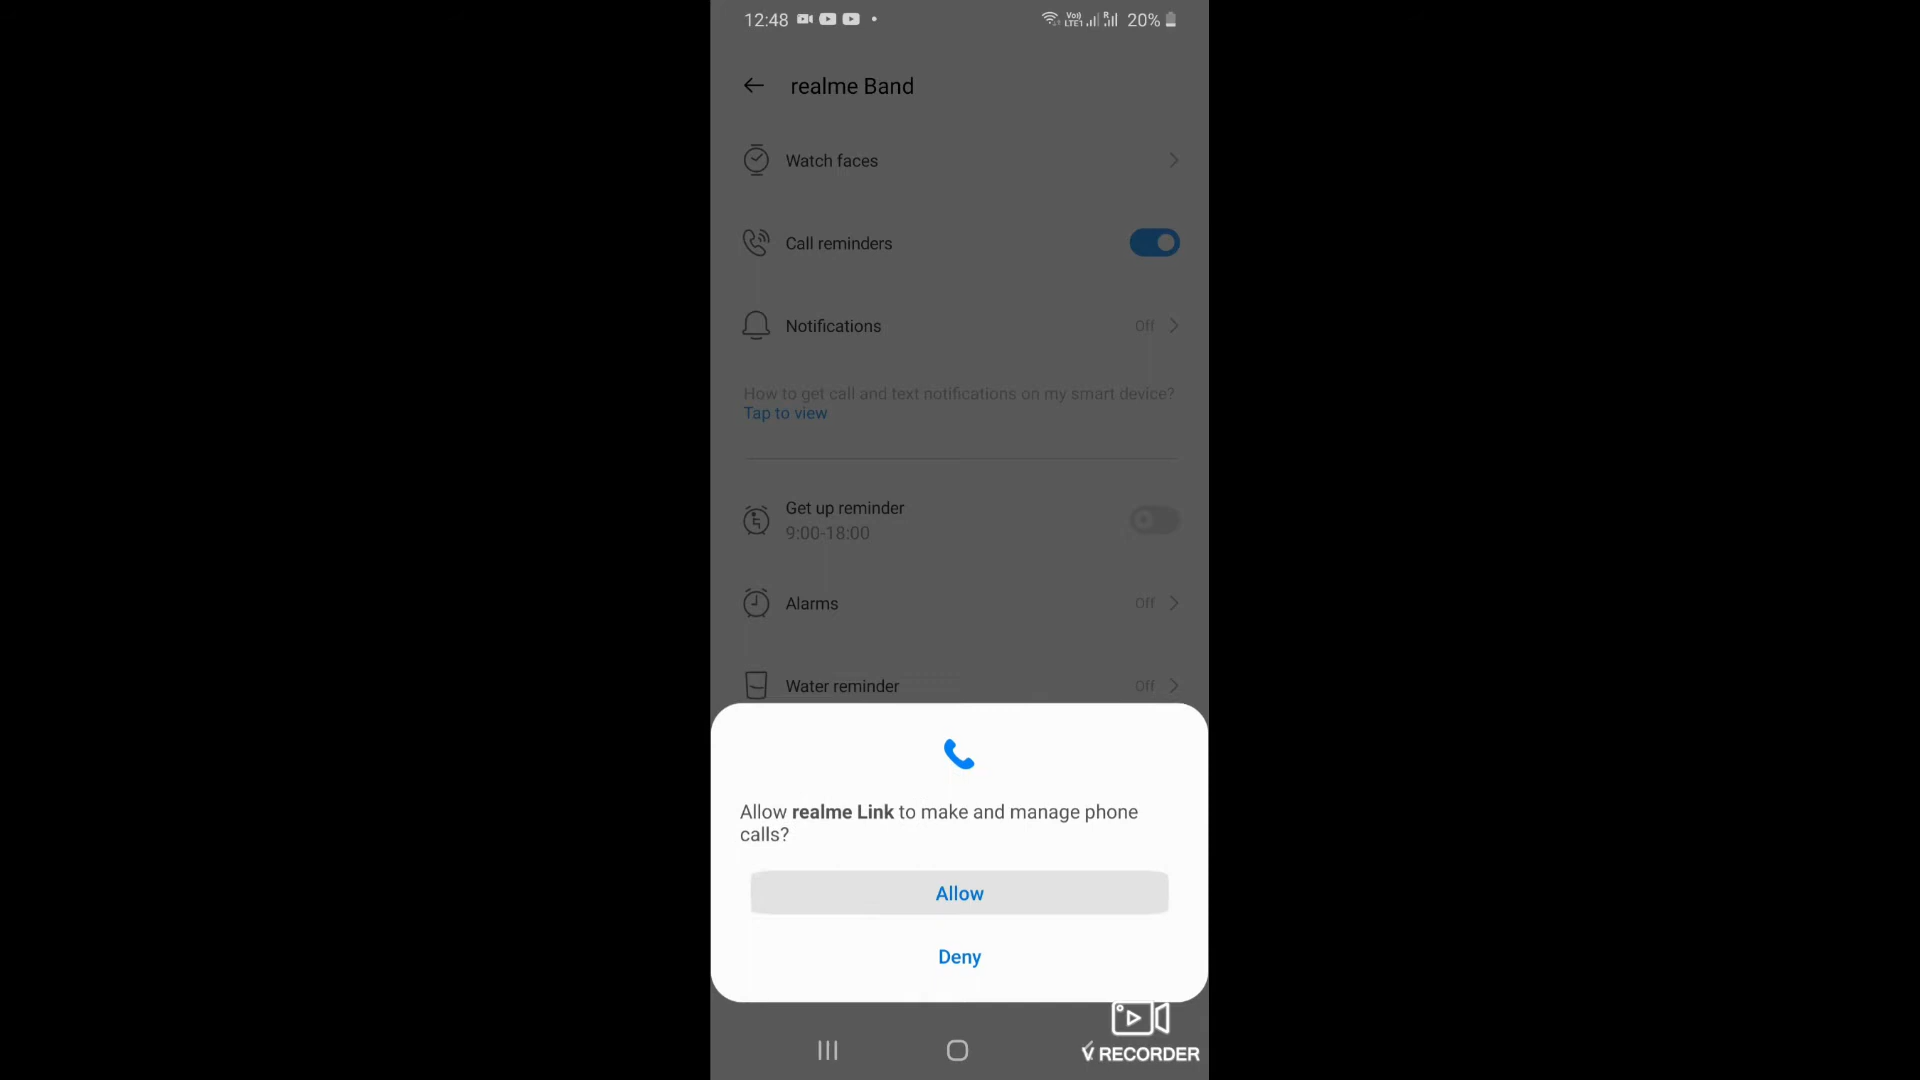 12:48 20%
realme Band
Watch faces
Call reminders
Notifications Off
How to get call and text notifications on my smart device?
Tap to view
Get up reminder
9:00-18:00
Alarms Off
Water reminder Off
Allow realme Link to make and manage phone
calls?
Allow
Deny
V RECORDER